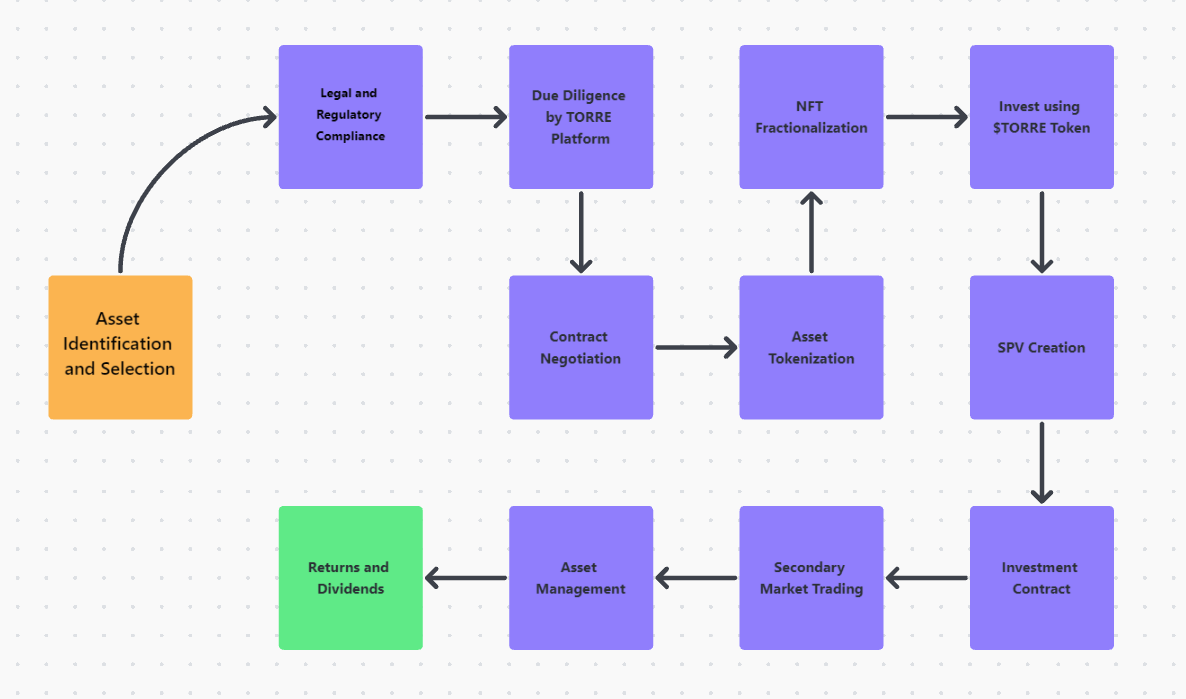 Legal and
Regulatory
Compliance
Due Diligence
by TORRE
Platform
NFT
Fractionalization
Invest using
$TORRE Token
Asset
Identification
and Selection
Contract
Negotiation
Asset
Tokenization
SPV Creation
Returns and
Dividends
Asset
Management
Secondary
Market Trading
Investment
Contract